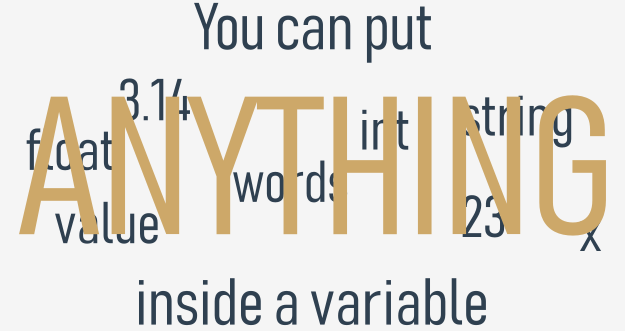 You can put
3.14
string
int
float
ANYTHING
words
value
23
x
inside a variable